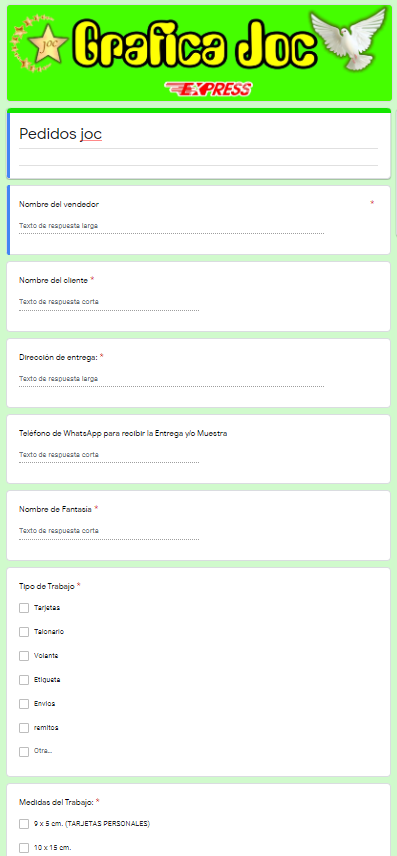 joc
Grafica Joc
EXPRESS
Pedidos joc
Nombre del vendedor *
Texto de respuesta larga
Nombre del cliente *
Texto de respuesta corta
Dirección de entrega: *
Texto de respuesta larga
Teléfono de WhatsApp para recibir la Entrega y/o Muestra
Texto de respuesta corta
Nombre de Fantasia *
Texto de respuesta corta
Tipo de Trabajo *
Tarjetas
Talonario
Volante
Etiqueta
Envios
remitos
Otra...
Medidas del Trabajo: *
9 x 5 cm. (TARJETAS PERSONALES)
10 x 15 cm.